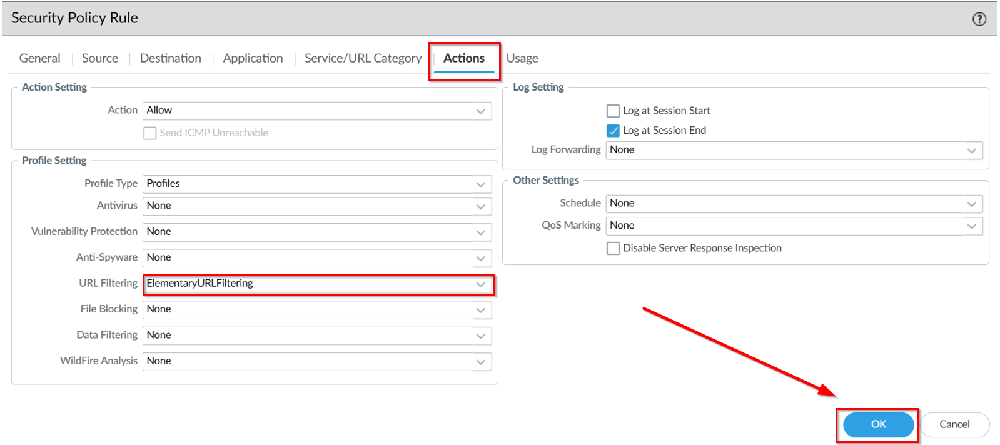 Security Policy Rule
?
General Source Destination Application Service/URL Category Actions Usage
Action Setting
Action Allow
Send ICMP Unreachable
Profile Setting
Profile Type Profiles
Antivirus None
Vulnerability Protection None
Anti-Spyware None
URL Filtering ElementaryURLFiltering
File Blocking None
Data Filtering None
WildFire Analysis None
Log Setting
Log at Session Start
Log at Session End
Log Forwarding None
Other Settings
Schedule None
QoS Marking None
Disable Server Response Inspection
OK Cancel